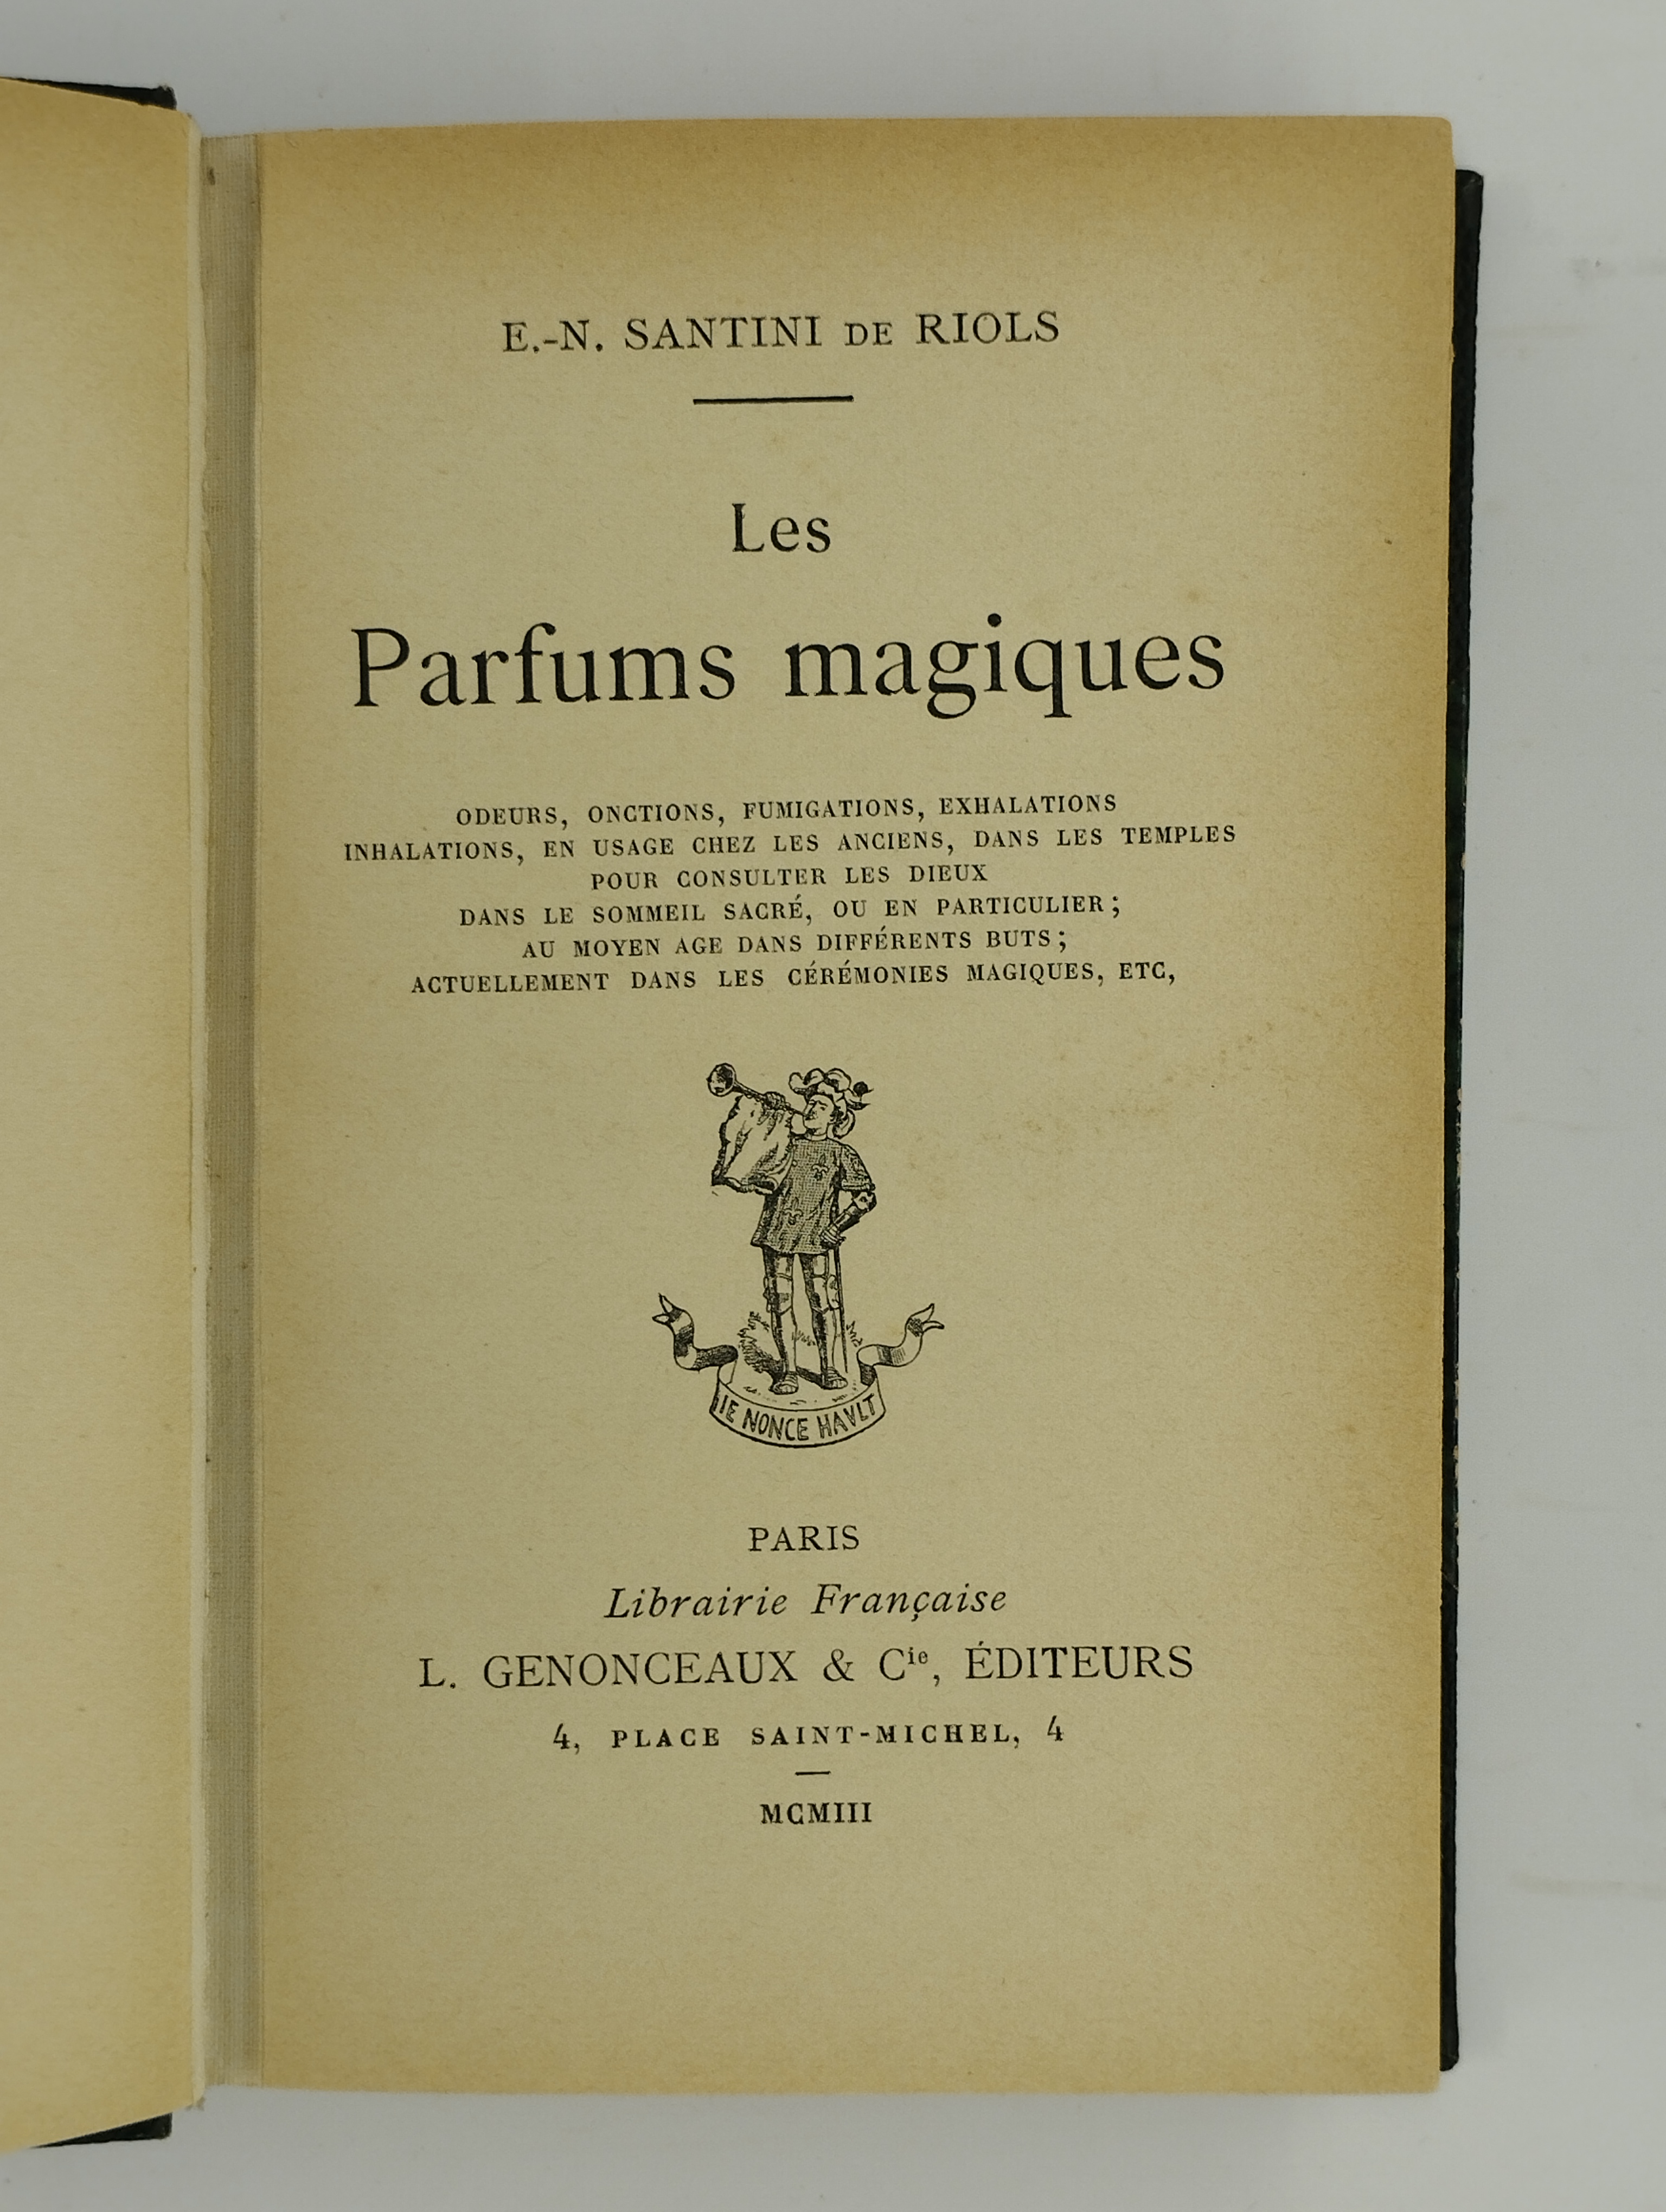 E.-N. SANTINI DE RIOLS
Les
Parfums magiques
ODEURS, ONCTIONS, FUMIGATIONS, EXHALATIONS
INHALATIONS, EN USAGE CHEZ LES ANCIENS, DANS LES TEMPLES
POUR CONSULTER LES DIEUX
DANS LE SOMMEIL SACRÉ, OU EN PARTICULIER ;
AU MOYEN AGE DANS DIFFÉRENTS BUTS ;
ACTUELLEMENT DANS LES CÉRÉMONIES MAGIQUES, ETC,
IE NONCE HAVLT
PARIS
Librairie Française
L. GENONCEAUX & Cie, ÉDITEURS
4, PLACE SAINT-MICHEL, 4
MCMIII